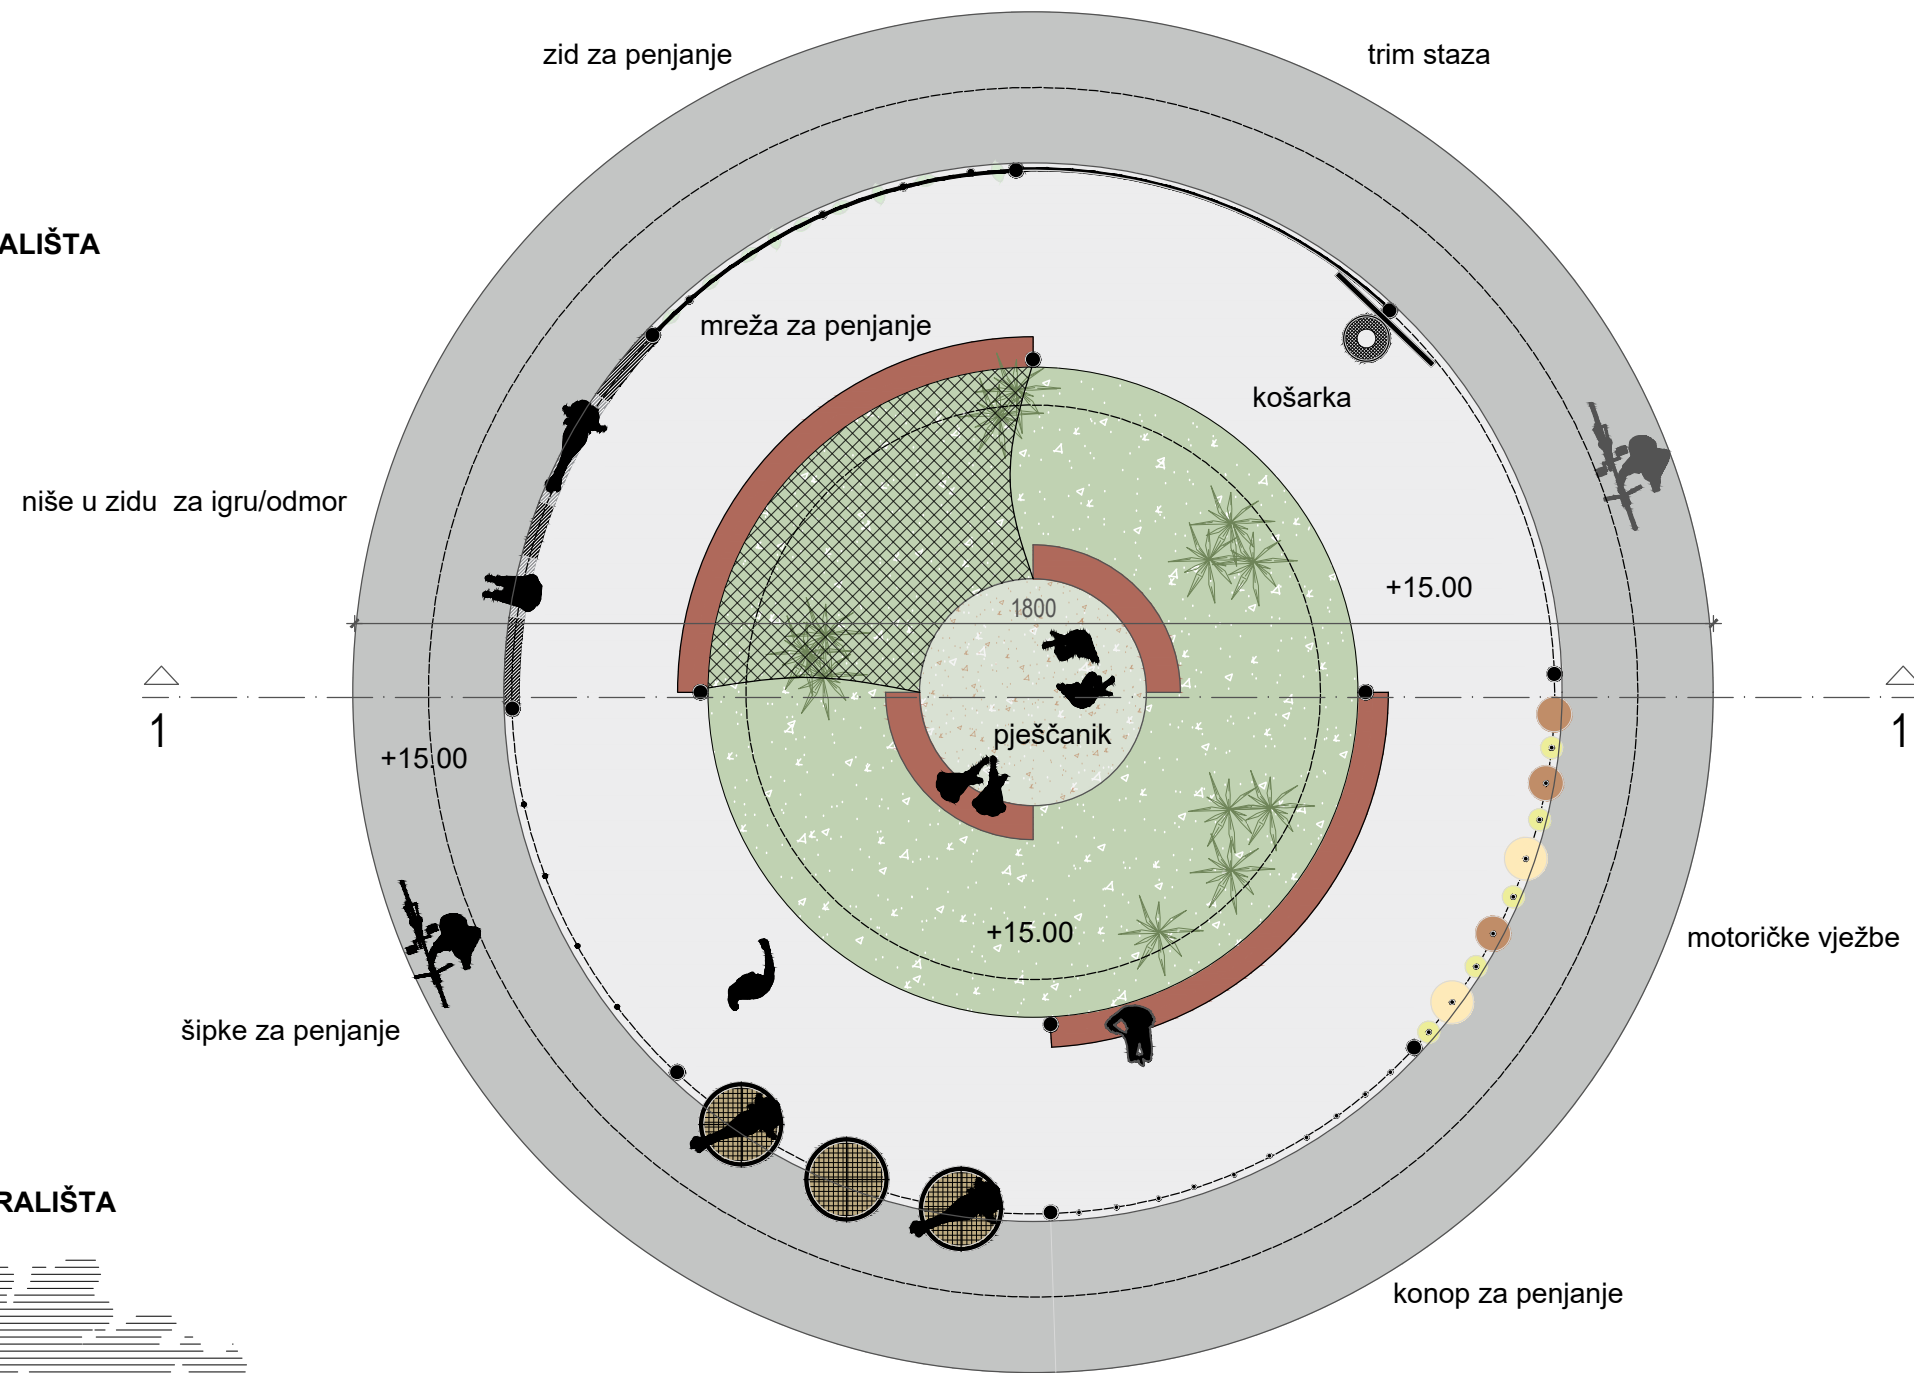 zid za penjanje
trim staza
ALIŠTA
mreža za penjanje
košarka
niše u zidu  za igru/odmor
+15.00
1800
1
pješčanik
1
+15.00
+15.00
motoričke vježbe
šipke za penjanje
RALIŠTA
konop za penjanje